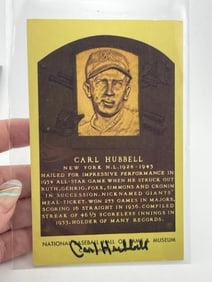 CARL HUBBELL
NEW YORK N.L. 1928-1943
HAILED FOR IMPRESSIVE PERFORMANCE IN
1934 ALL-STAR GAME WHEN HE STRUCK OUT
RUTH, GEHRIG, FOXX, SIMMONS AND CRONIN
IN SUCCESSION. NICKNAMED GIANTS'
MEAL-TICKET. WON 253 GAMES IN MAJORS,
SCORING 16 STRAIGHT IN 1936. COMPILED
STREAK OF 46 1/3 SCORELESS INNINGS IN
1933. HOLDER OF MANY RECORDS.
NATIONAL BASEBALL HALL OF FAME & MUSEUM
Carl Hubbell